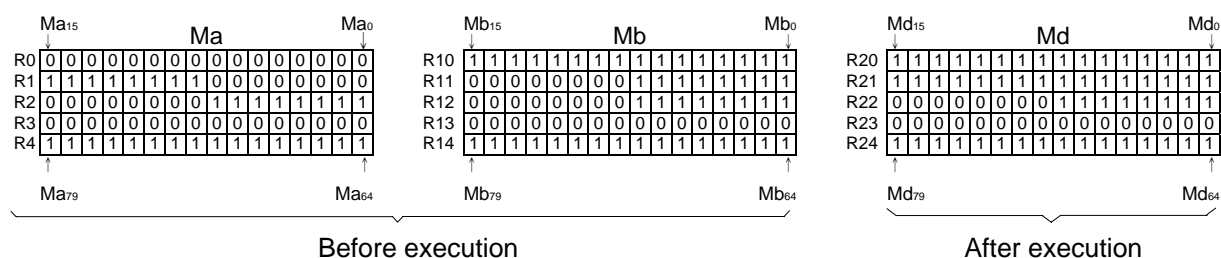 Ma15 Ma Ma0 Mb15 Mb Mb0 Md15 Md Md0
R0 0 0 0 0 0 0 0 0 0 0 0 0 0 0 0 0 R10 1 1 1 1 1 1 1 1 1 1 1 1 1 1 1 1 R20 1 1 1 1 1 1 1 1 1 1 1 1 1 1 1 1
R1 1 1 1 1 1 1 1 1 0 0 0 0 0 0 0 0 R11 0 0 0 0 0 0 0 0 1 1 1 1 1 1 1 1 R21 1 1 1 1 1 1 1 1 1 1 1 1 1 1 1 1
R2 0 0 0 0 0 0 0 0 1 1 1 1 1 1 1 1 R12 0 0 0 0 0 0 0 0 1 1 1 1 1 1 1 1 R22 0 0 0 0 0 0 0 0 1 1 1 1 1 1 1 1
R3 0 0 0 0 0 0 0 0 0 0 0 0 0 0 0 0 R13 0 0 0 0 0 0 0 0 0 0 0 0 0 0 0 0 R23 0 0 0 0 0 0 0 0 0 0 0 0 0 0 0 0
R4 1 1 1 1 1 1 1 1 1 1 1 1 1 1 1 1 R14 1 1 1 1 1 1 1 1 1 1 1 1 1 1 1 1 R24 1 1 1 1 1 1 1 1 1 1 1 1 1 1 1 1
Ma79 Ma64 Mb79 Mb64 Md79 Md64
Before execution After execution